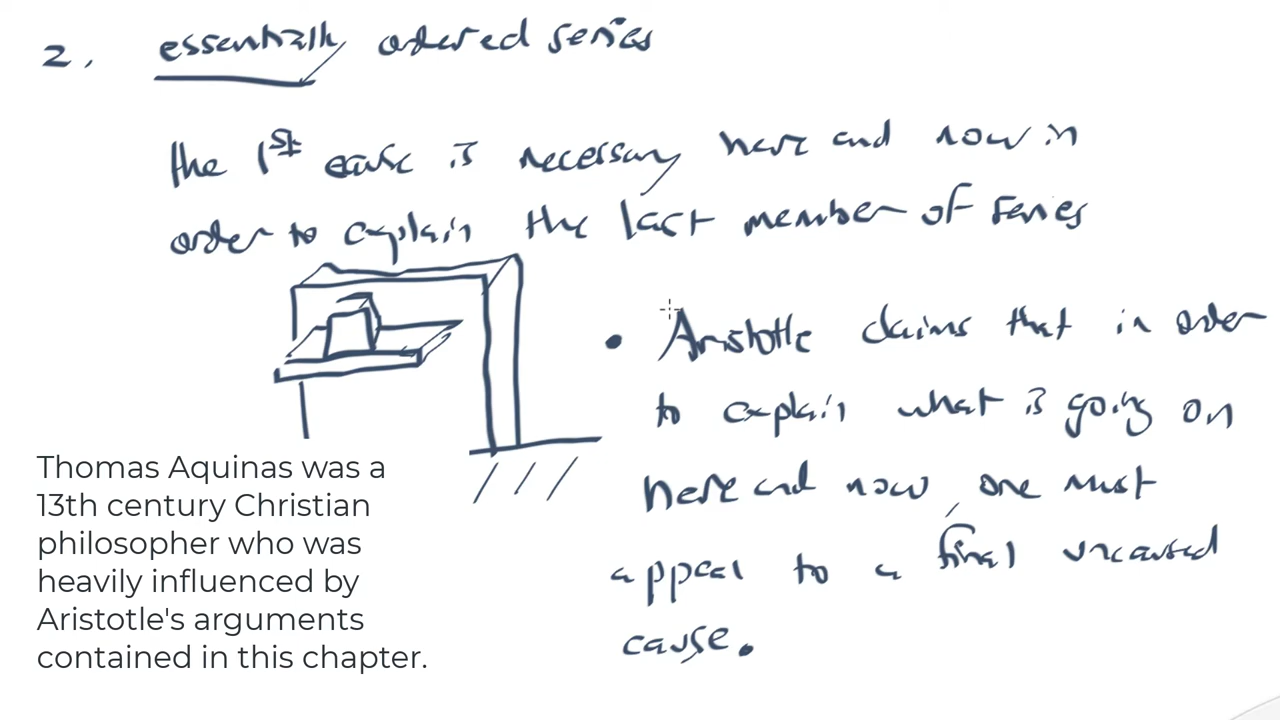 2. essentially ordered series
the 1st cause is necessary here and now in
order to explain the last member of series
• Aristotle claims that in order
to explain what is going on
here and now, one must
appeal to a final uncaused
cause.
Thomas Aquinas was a
13th century Christian
philosopher who was
heavily influenced by
Aristotle's arguments
contained in this chapter.